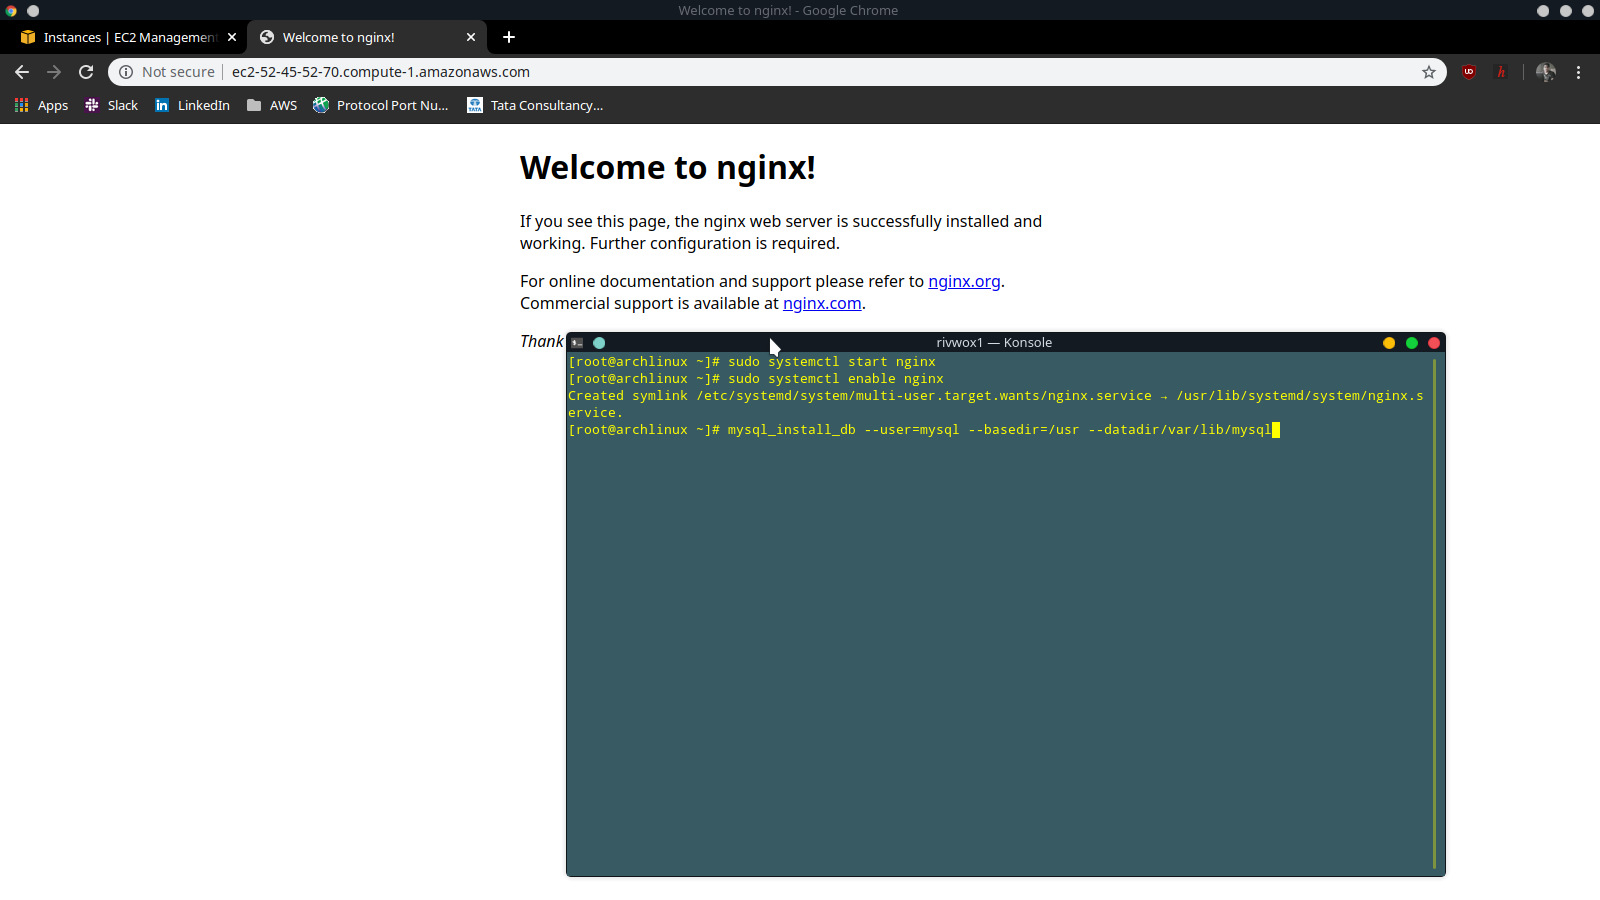 Welcome to nginx! - Google Chrome
Instances | EC2 Management
Welcome to nginx!
Not secure | ec2-52-45-52-70.compute-1.amazonaws.com
Apps Slack LinkedIn AWS Protocol Port Nu... TATA Tata Consultancy...
Welcome to nginx!
If you see this page, the nginx web server is successfully installed and
working. Further configuration is required.
For online documentation and support please refer to nginx.org.
Commercial support is available at nginx.com.
Thank
rivwox1 — Konsole
[root@archlinux ~]# sudo systemctl start nginx
[root@archlinux ~]# sudo systemctl enable nginx
Created symlink /etc/systemd/system/multi-user.target.wants/nginx.service → /usr/lib/systemd/system/nginx.s
ervice.
[root@archlinux ~]# mysql_install_db --user=mysql --basedir=/usr --datadir/var/lib/mysql